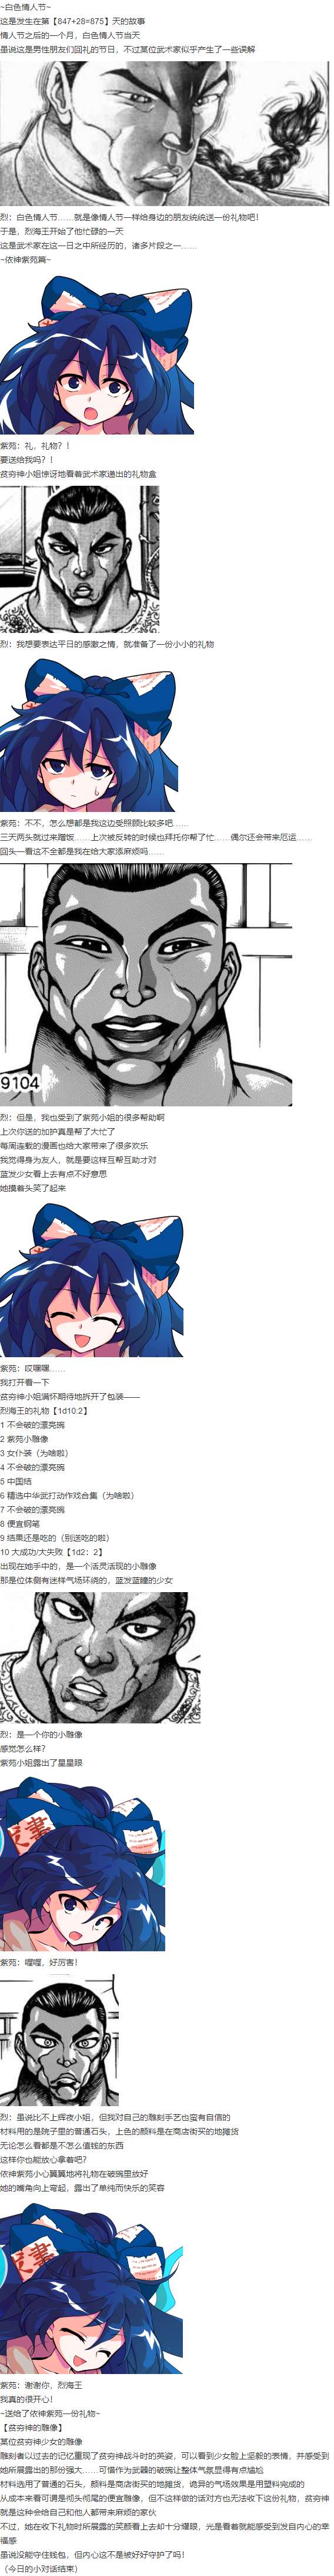 ~白色情人节~
这是发生在第【847+28=875】天的故事
情人节之后的一个月，白色情人节当天
虽说这是男性朋友们回礼的节日，不过某位武术家似乎产生了一些误解
烈：白色情人节……就是像情人节一样给身边的朋友统统送一份礼物吧！
于是，烈海王开始了他忙碌的一天
这是武术家在这一日之中所经历的，诸多片段之一……
~依神紫苑篇~
紫苑：礼，礼物？！
要送给我吗？！
贫穷神小姐惊讶地看着武术家递出的礼物盒
烈：我想要表达平日的感激之情，就准备了一份小小的礼物
紫苑：不不，怎么想都是我这边受照顾比较多吧……
三天两头就过来蹭饭……上次被反转的时候也拜托你帮了忙……偶尔还会带来厄运……
回头一看这不全都是我在给大家添麻烦吗……
9104
烈：但是，我也受到了紫苑小姐的很多帮助啊
上次你送的加护真是帮了大忙了
每周连载的漫画也给大家带来了很多欢乐
我觉得身为友人，就是要这样互帮互助才对
蓝发少女看上去有点不好意思
她摸着头笑了起来
紫苑：哎嘿嘿……
我打开看一下
贫穷神小姐满怀期待地拆开了包装——
烈海王的礼物【1d10:2】
1 不会破的漂亮碗
2 紫苑小雕像
3 女仆装（为啥啦）
4 不会破的漂亮碗
5 中国结
6 精选中华武打动作戏合集（为啥啦）
7 不会破的漂亮碗
8 便宜钢笔
9 结果还是吃的（别送吃的啦）
10 大成功/大失败【1d2：2】
出现在她手中的，是一个活灵活现的小雕像
那是位体侧有迷样气场环绕的，蓝发蓝瞳的少女
烈：是一个你的小雕像
感觉怎么样？
紫苑小姐露出了星星眼
紫苑：喔喔，好厉害！
烈：虽说比不上辉夜小姐，但我对自己的雕刻手艺也蛮有自信的
材料用的是院子里的普通石头，上色的颜料是在商店街买的地摊货
无论怎么看都是不怎么值钱的东西
这样你也能放心拿着吧？
依神紫苑小心翼翼地将礼物在破碗里放好
她的嘴角向上弯起，露出了单纯而快乐的笑容
紫苑：谢谢你，烈海王
我真的很开心！
~送给了依神紫苑一份礼物~
【贫穷神的雕像】
某位贫穷神少女的雕像
雕刻者以过去的记忆重现了贫穷神战斗时的英姿，可以看到少女脸上坚毅的表情，并感受到她所展露出的那份强大……可惜作为武器的破碗让整体气氛显得有点尴尬
材料选用了普通的石头，颜料是商店街买的地摊货，诡异的气场效果是用塑料完成的
从成本来看可谓是彻头彻尾的便宜雕像，但不这样做的话对方也无法收下这份礼物，贫穷神就是这种会给自己和他人都带来麻烦的家伙
不过，她在收下礼物时所展露的笑颜看上去却十分耀眼，光是看着就能感受到发自内心的幸福感
虽说没能守住钱包，但内心这不是被好好守护了吗！
（今日的小对话结束）